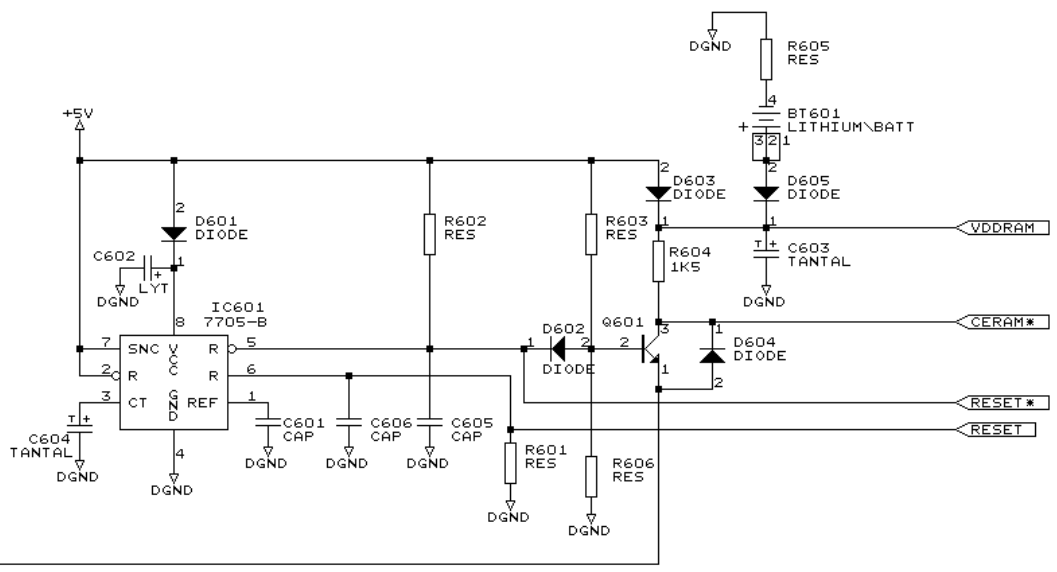 DGND
R605
RES
4
BT601
LITHIUM\BATT
+
3 2 1
+5V
2
D601
DIODE
1
R602
RES
R603
RES
2
D603
DIODE
1
2
D605
DIODE
1
VDDRAM
C602
+
LYT
DGND
R604
1K5
T +
C603
TANTAL
DGND
IC601
7705-B
8
7 SNC VCC R 5
2 R R 6
3 CT GND REF 1
4
DGND
T +
C604
TANTAL
DGND
C601
CAP
DGND
C606
CAP
DGND
C605
CAP
DGND
D602
1 2
DIODE
Q601
2
3
1
CERAM*
1
D604
DIODE
2
RESET*
RESET
R601
RES
DGND
R606
RES
DGND